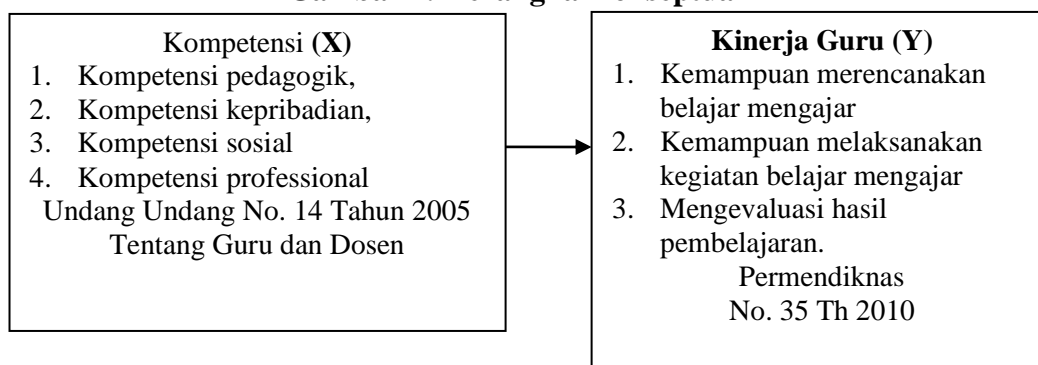 Kompetensi (X)
1. Kompetensi pedagogik,
2. Kompetensi kepribadian,
3. Kompetensi sosial
4. Kompetensi professional
Undang Undang No. 14 Tahun 2005
Tentang Guru dan Dosen
Kinerja Guru (Y)
1. Kemampuan merencanakan
belajar mengajar
2. Kemampuan melaksanakan
kegiatan belajar mengajar
3. Mengevaluasi hasil
pembelajaran.
Permendiknas
No. 35 Th 2010